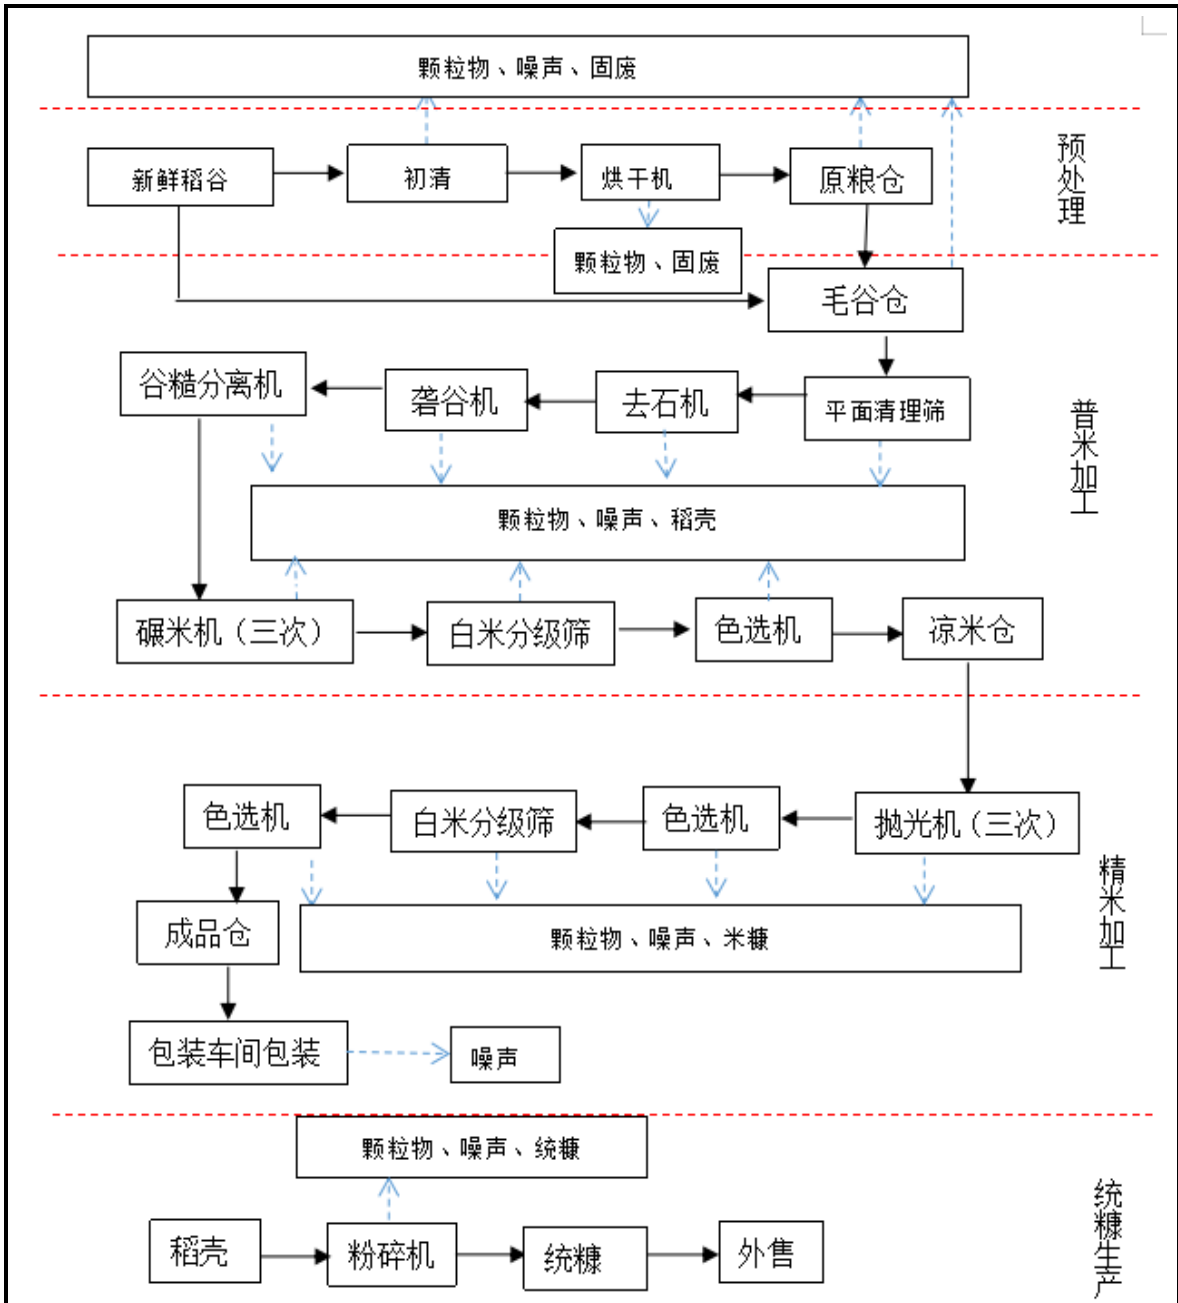 颗粒物、噪声、固废
预处理
新鲜稻谷
初清
烘干机
原粮仓
颗粒物、固废
毛谷仓
谷糙分离机
砻谷机
去石机
平面清理筛
普米加工
颗粒物、噪声、稻壳
碾米机（三次）
白米分级筛
色选机
凉米仓
色选机
白米分级筛
色选机
抛光机（三次）
精米加工
成品仓
颗粒物、噪声、米糠
包装车间包装
噪声
颗粒物、噪声、统糠
统糠生产
稻壳
粉碎机
统糠
外售